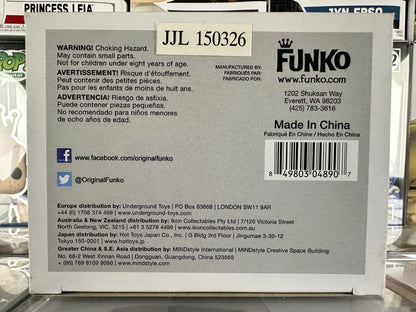 PRINCESS LEIA
JYN ERSO
JJL 150326
WARNING! Choking Hazard.
May contain small parts.
Not for children under eight years of age.
AVERTISSEMENT! Risque d'étouffement.
Peut contenir des petites pièces.
Pas pour les enfants de moins de huit ans.
ADVERTENCIA! Riesgo de asfixia.
Puede contener piezas pequeñas.
No recomendado para niños menores
de ocho años de edad.
MANUFACTURED BY:
FABRIQUÉS PAR:
FABRICADO POR:
FUNKO
www.funko.com
1202 Shuksan Way
Everett, WA 98203
(425) 783-3616
Made In China
Fabriqué En Chine / Hecho En China
8 49803 04890 7
www.facebook.com/originalfunko
@OriginalFunko
Europe distribution by: Underground Toys | PO Box 63668 | LONDON SW11 9AR
+44 (0) 1706 374 499 | www.underground-toys.com
Australia & New Zealand distribution by: Ikon Collectables Pty Ltd | 7/120 Victoria Street
North Geelong, VIC, 3215 | +61 3 5278 4499 | www.ikoncollectables.com.au
Japan distribution by: Hot Toys Japan Co., Inc. | G Bldg 3rd Floor | Jingumae 3-30-12
Tokyo 150-0001 | www.hottoys.jp
Greater China & S.E. Asia distribution by: MINDstyle International | MINDstyle Creative Space Building
No. 68-2 West Xinnan Road | Dongguan, Guangdong, China 523560
+ (86) 769 8109 9090 | www.mindstyle.com